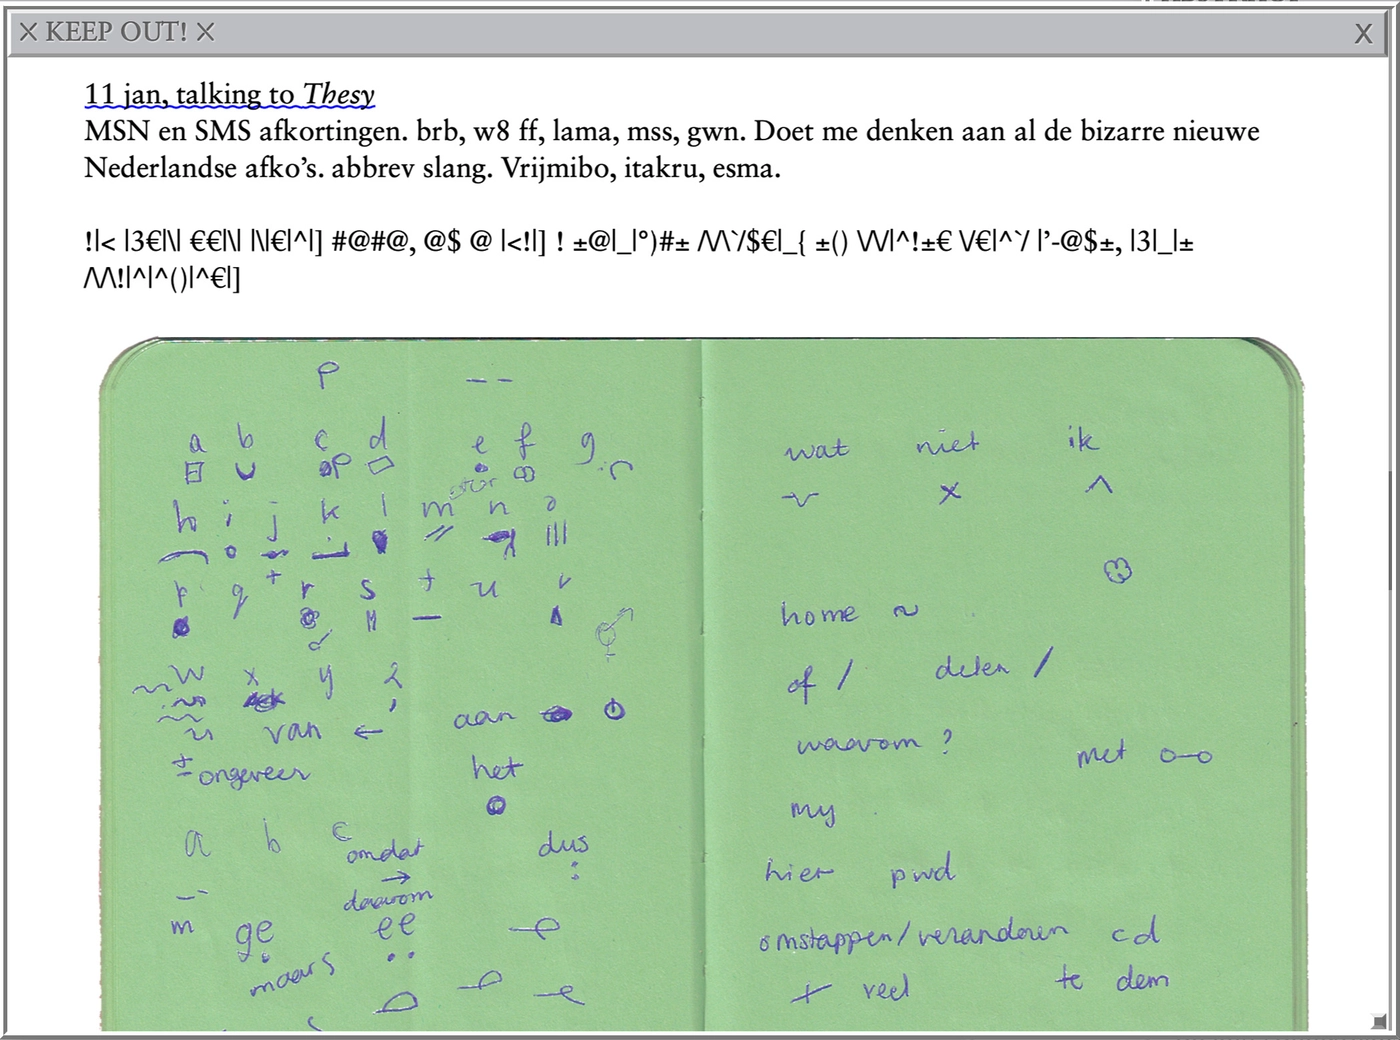 X KEEP OUT! X X
11 jan, talking to Thesy
MSN en SMS afkortingen. brb, w8 ff, lama, mss, gwn. Doet me denken aan al de bizarre nieuwe
Nederlandse afko's. abbrev slang. Vrijmibo, itakru, esma.
!|< |3€|\| €€|\| |\|€|^|] #@#@, @$ @ |<!|] ! ±@|_|°)#± /\/\`/$€|_{ ±() \/\/|^!±€ \/€|^`/ |'-@$±, |3|_|±
/\/\!|^|^()|^€|]
p --
a b c d e f g
wat niet ik
h i j k l m n o
p q r s t u v
home ~
w x y z
of / delen /
van ← aan
waarom ?
± ongeveer het
met o-o
my
a b c omdat dus
→
hier pwd
daarom
m ge ee
omstappen/veranderen cd
maars
+ veel te dem